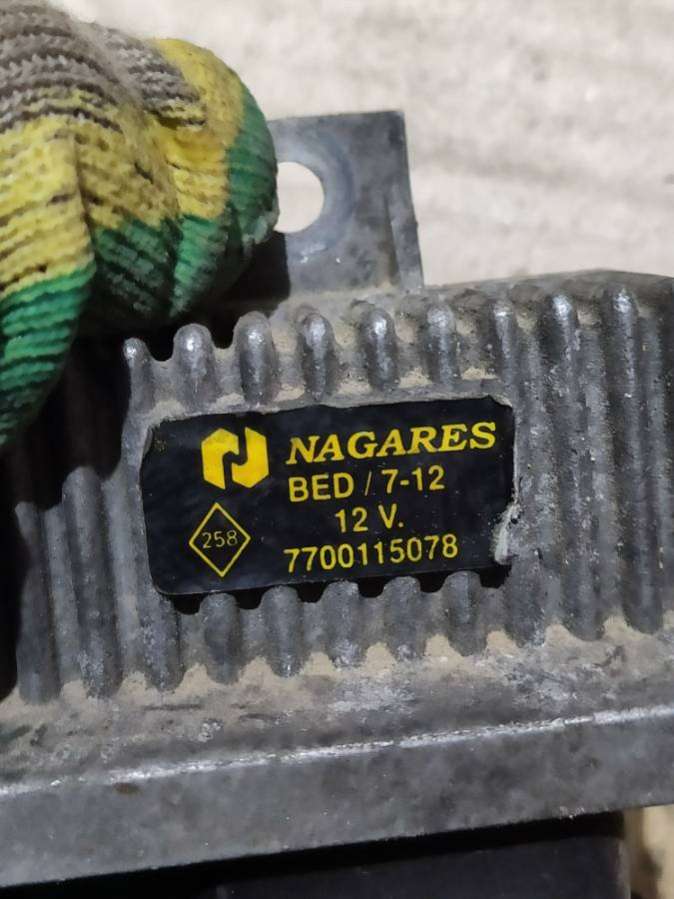 NAGARES
BED / 7-12
12 V.
258
7700115078